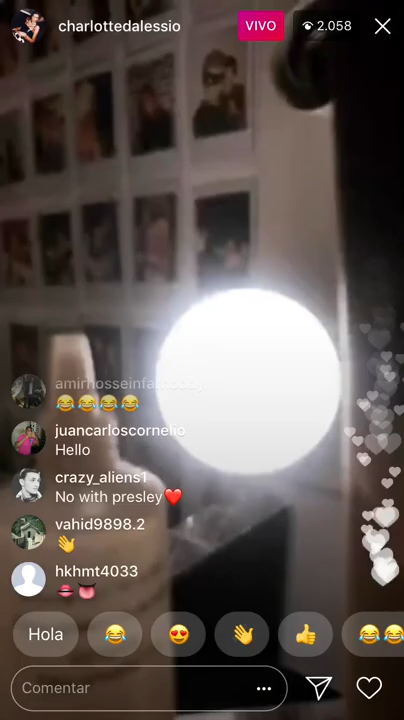 charlottedalessio
VIVO
2.058
😂😂😂😂
juancarloscornelio
Hello
crazy_aliens1
No with presley❤️
vahid9898.2
👋
hkhmt4033
👄👅
Hola 😂 😍 👋 👍 😂😂
Comentar